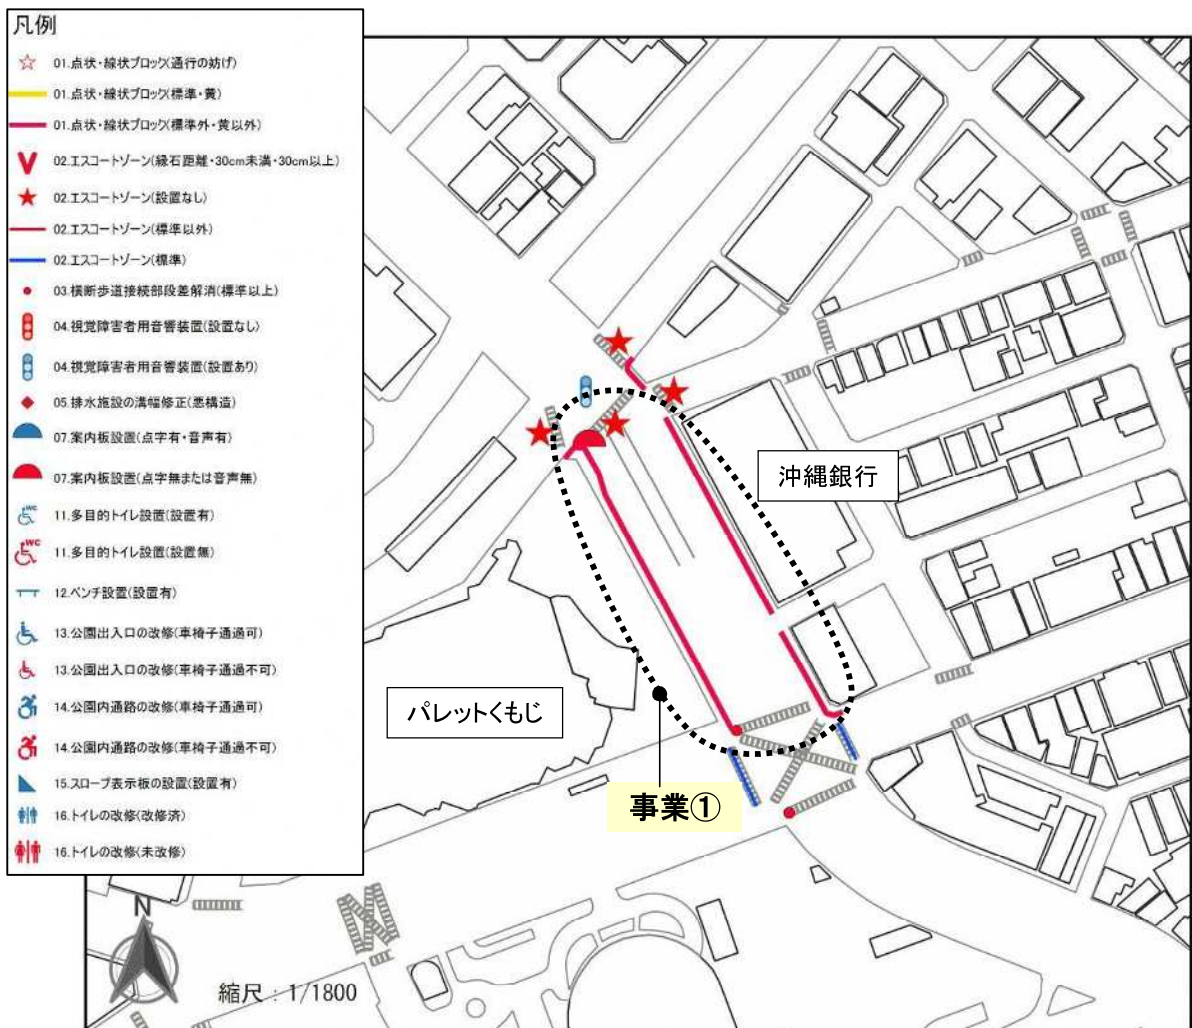 凡例
01.点状・線状ブロック(通行の妨げ)
01.点状・線状ブロック(標準・黄)
01.点状・線状ブロック(標準外・黄以外)
02.エスコートゾーン(縁石距離・30cm未満・30cm以上)
02.エスコートゾーン(設置なし)
02.エスコートゾーン(標準以外)
02.エスコートゾーン(標準)
03.横断歩道接続部段差解消(標準以上)
04.視覚障害者用音響装置(設置なし)
04.視覚障害者用音響装置(設置あり)
05.排水施設の溝幅修正(悪構造)
07.案内板設置(点字有・音声有)
07.案内板設置(点字無または音声無)
WC
11.多目的トイレ設置(設置有)
WC
11.多目的トイレ設置(設置無)
12.ベンチ設置(設置有)
13.公園出入口の改修(車椅子通過可)
13.公園出入口の改修(車椅子通過不可)
14.公園内通路の改修(車椅子通過可)
14.公園内通路の改修(車椅子通過不可)
15.スロープ表示板の設置(設置有)
16.トイレの改修(改修済)
16.トイレの改修(未改修)
沖縄銀行
パレットくもじ
事業①
N
縮尺：1/1800